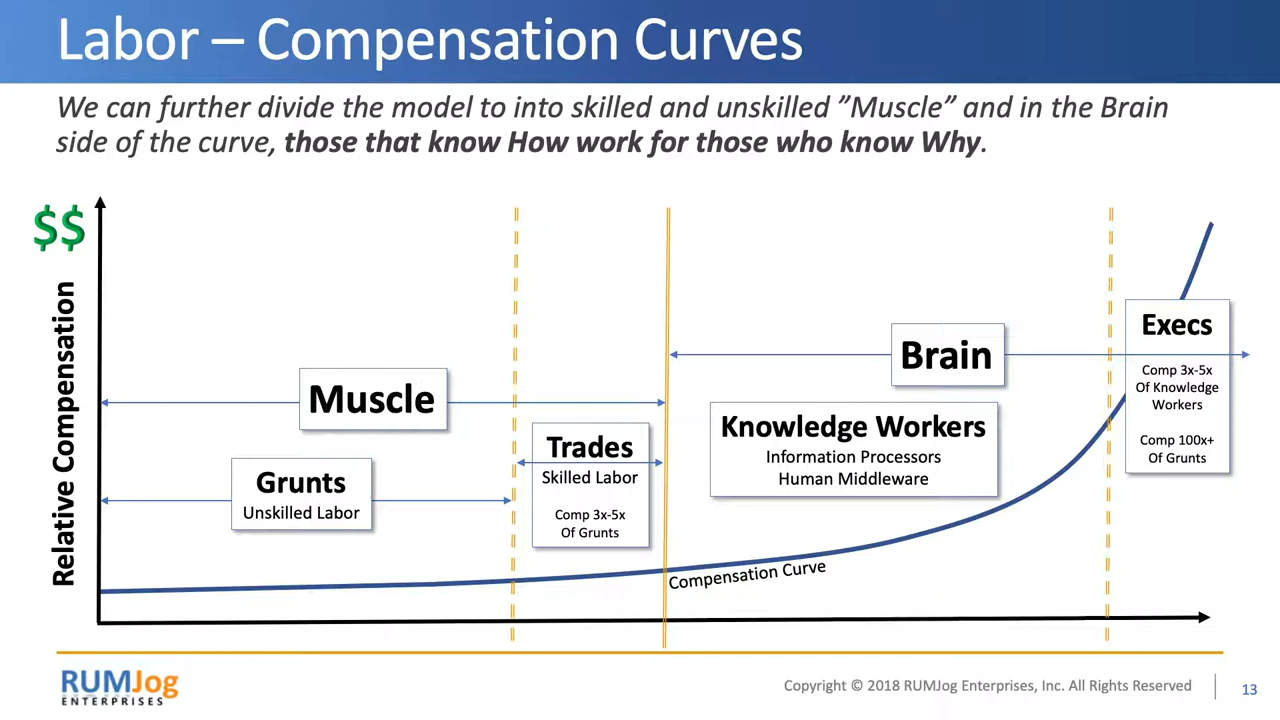 Labor – Compensation Curves
We can further divide the model to into skilled and unskilled ”Muscle” and in the Brain
side of the curve, those that know How work for those who know Why.
$$
Relative Compensation
Muscle
Grunts
Unskilled Labor
Trades
Skilled Labor
Comp 3x-5x
Of Grunts
Brain
Knowledge Workers
Information Processors
Human Middleware
Execs
Comp 3x-5x
Of Knowledge
Workers
Comp 100x+
Of Grunts
Compensation Curve
RUMJog
ENTERPRISES
Copyright © 2018 RUMJog Enterprises, Inc. All Rights Reserved
13